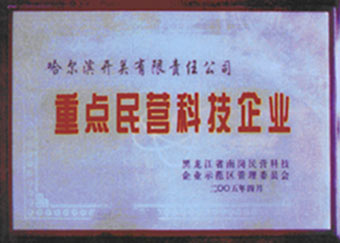 哈尔滨开关有限责任公司
重点民营科技企业
黑龙江省南岗民营科技
企业示范区管理委员会
二〇〇五年四月